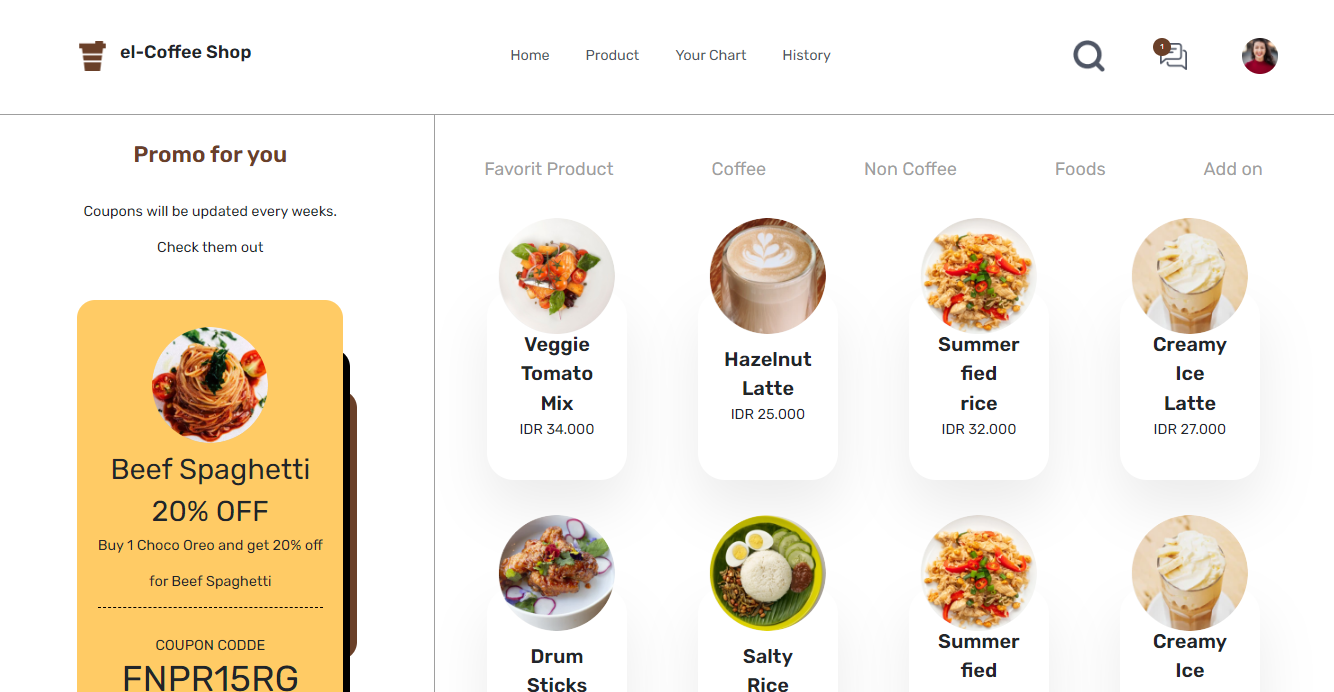 el-Coffee Shop
Home
Product
Your Chart
History
1
Promo for you
Coupons will be updated every weeks.
Check them out
Beef Spaghetti
20% OFF
Buy 1 Choco Oreo and get 20% off
for Beef Spaghetti
COUPON CODDE
FNPR15RG
Favorit Product
Coffee
Non Coffee
Foods
Add on
Veggie
Tomato
Mix
IDR 34.000
Hazelnut
Latte
IDR 25.000
Summer
fied
rice
IDR 32.000
Creamy
Ice
Latte
IDR 27.000
Drum
Sticks
Salty
Rice
Summer
fied
Creamy
Ice